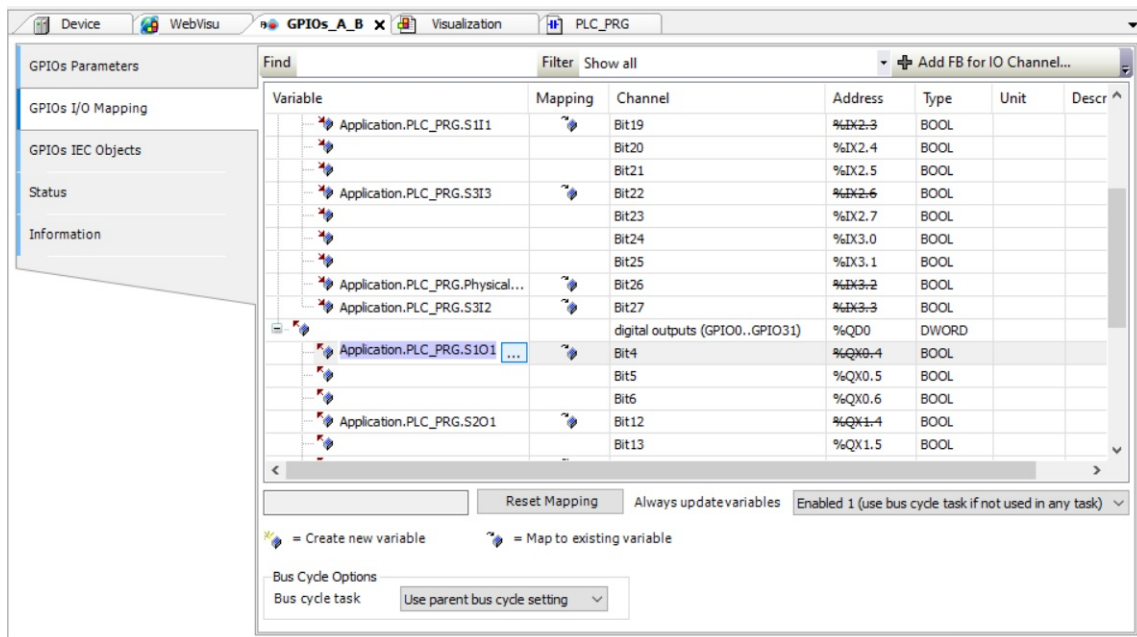 Device WebVisu GPIOs_A_B Visualization PLC_PRG
GPIOs Parameters
GPIOs I/O Mapping
GPIOs IEC Objects
Status
Information
Find Filter Show all Add FB for IO Channel...
Variable Mapping Channel Address Type Unit Descr
Application.PLC_PRG.S1I1 Bit19 %IX2.3 BOOL
Bit20 %IX2.4 BOOL
Bit21 %IX2.5 BOOL
Application.PLC_PRG.S3I3 Bit22 %IX2.6 BOOL
Bit23 %IX2.7 BOOL
Bit24 %IX3.0 BOOL
Bit25 %IX3.1 BOOL
Application.PLC_PRG.Physical... Bit26 %IX3.2 BOOL
Application.PLC_PRG.S3I2 Bit27 %IX3.3 BOOL
digital outputs (GPIO0..GPIO31) %QD0 DWORD
Application.PLC_PRG.S1O1 ... Bit4 %QX0.4 BOOL
Bit5 %QX0.5 BOOL
Bit6 %QX0.6 BOOL
Application.PLC_PRG.S2O1 Bit12 %QX1.4 BOOL
Bit13 %QX1.5 BOOL
Reset Mapping Always update variables Enabled 1 (use bus cycle task if not used in any task)
= Create new variable = Map to existing variable
Bus Cycle Options
Bus cycle task Use parent bus cycle setting